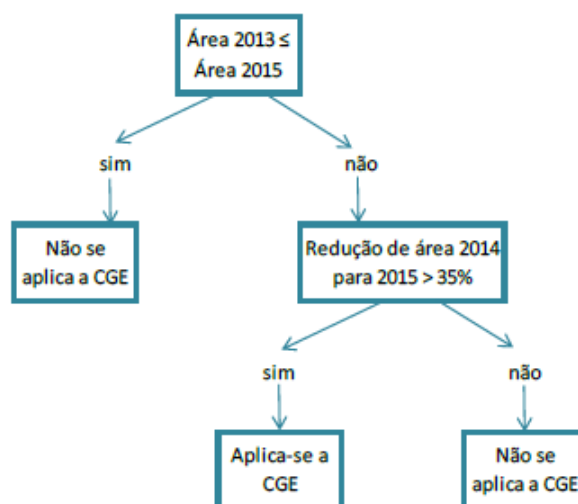 Área 2013 ≤
Área 2015
sim
não
Não se
aplica a CGE
Redução de área 2014
para 2015 > 35%
sim
não
Aplica-se a
CGE
Não se
aplica a CGE